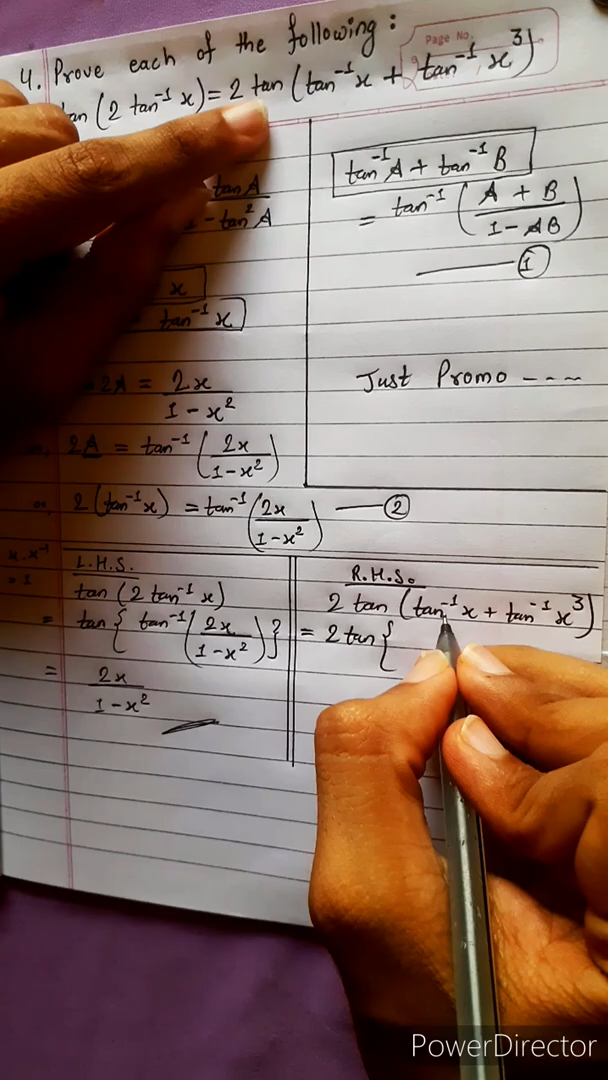 4. Prove each of the following :
Page No.
tan (2 tan⁻¹ x) = 2 tan (tan⁻¹ x + tan⁻¹ x³)
tan A
1 - tan² A
x
tan⁻¹ x
2A = 2x / 1 - x²
2A = tan⁻¹ (2x / 1-x²)
or, 2 (tan⁻¹ x) = tan⁻¹ (2x / 1-x²) — ②
tan⁻¹ A + tan⁻¹ B
= tan⁻¹ (A + B / 1 - AB)
— ①
Just Promo ----
x.x⁻¹
= 1
L.H.S.
tan (2 tan⁻¹ x)
= tan { tan⁻¹ (2x / 1-x²) }
= 2x / 1-x²
R.H.S.
2 tan (tan⁻¹ x + tan⁻¹ x³)
= 2 tan {
PowerDirector